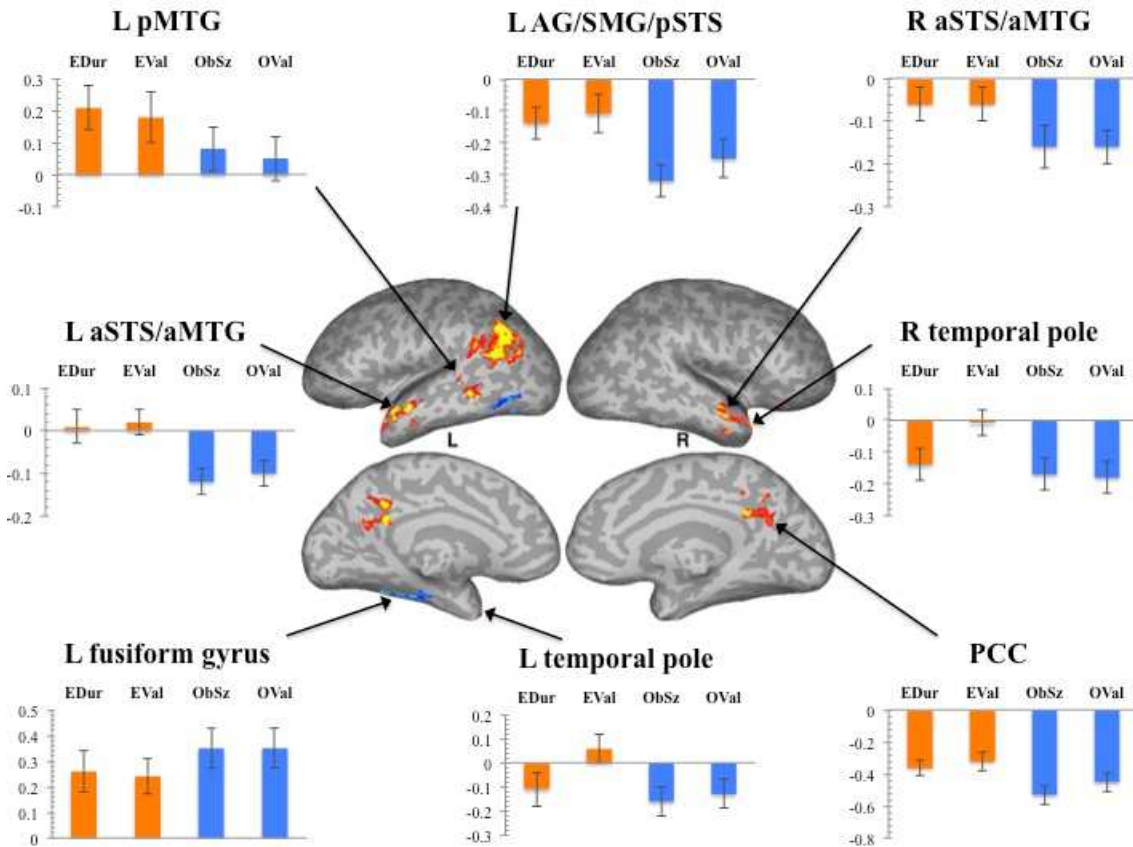 L pMTG
EDur EVal ObSz OVal
0.3
0.2
0.1
0
-0.1
L AG/SMG/pSTS
EDur EVal ObSz OVal
0
-0.1
-0.2
-0.3
-0.4
R aSTS/aMTG
EDur EVal ObSz OVal
0
-0.1
-0.2
-0.3
L aSTS/aMTG
EDur EVal ObSz OVal
0.1
0
-0.1
-0.2
L
R
R temporal pole
EDur EVal ObSz OVal
0.1
0
-0.1
-0.2
-0.3
L fusiform gyrus
EDur EVal ObSz OVal
0.5
0.4
0.3
0.2
0.1
0
L temporal pole
EDur EVal ObSz OVal
0.2
0.1
0
-0.1
-0.2
-0.3
PCC
EDur EVal ObSz OVal
0
-0.2
-0.4
-0.6
-0.8